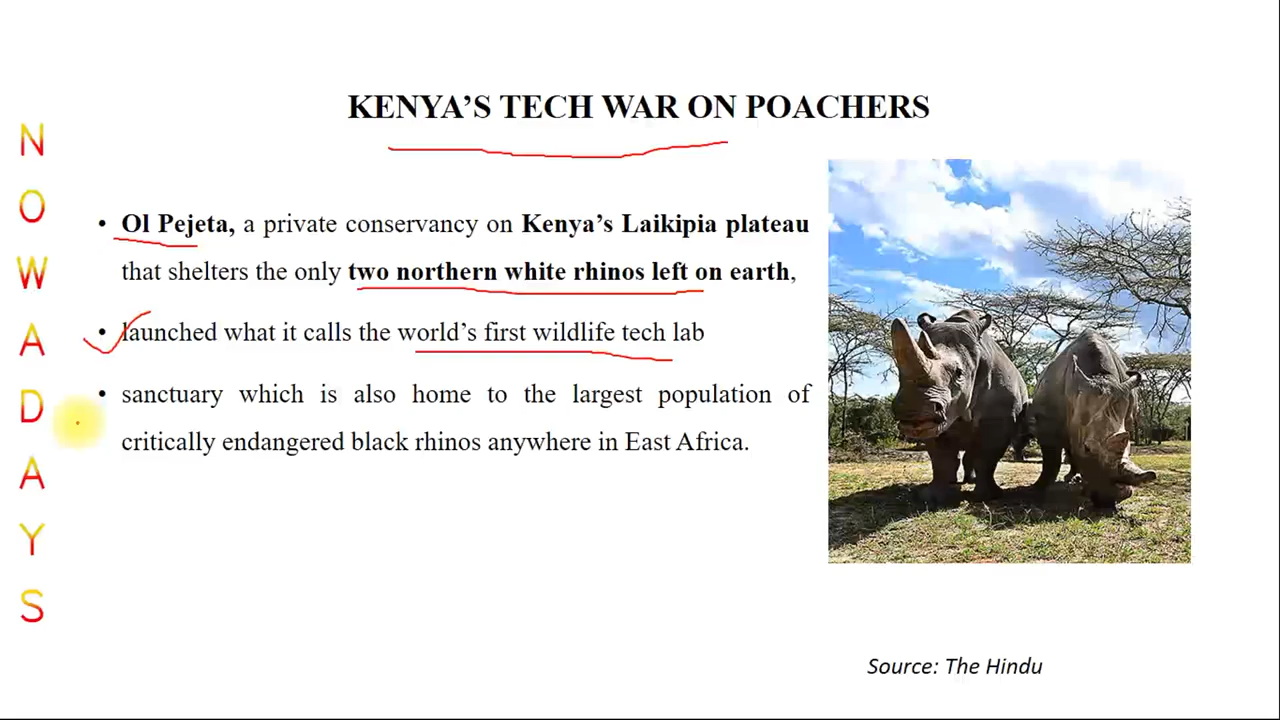 KENYA’S TECH WAR ON POACHERS
NOWADAYS
• Ol Pejeta, a private conservancy on Kenya’s Laikipia plateau
that shelters the only two northern white rhinos left on earth,
• launched what it calls the world’s first wildlife tech lab
• sanctuary which is also home to the largest population of
critically endangered black rhinos anywhere in East Africa.
Source: The Hindu